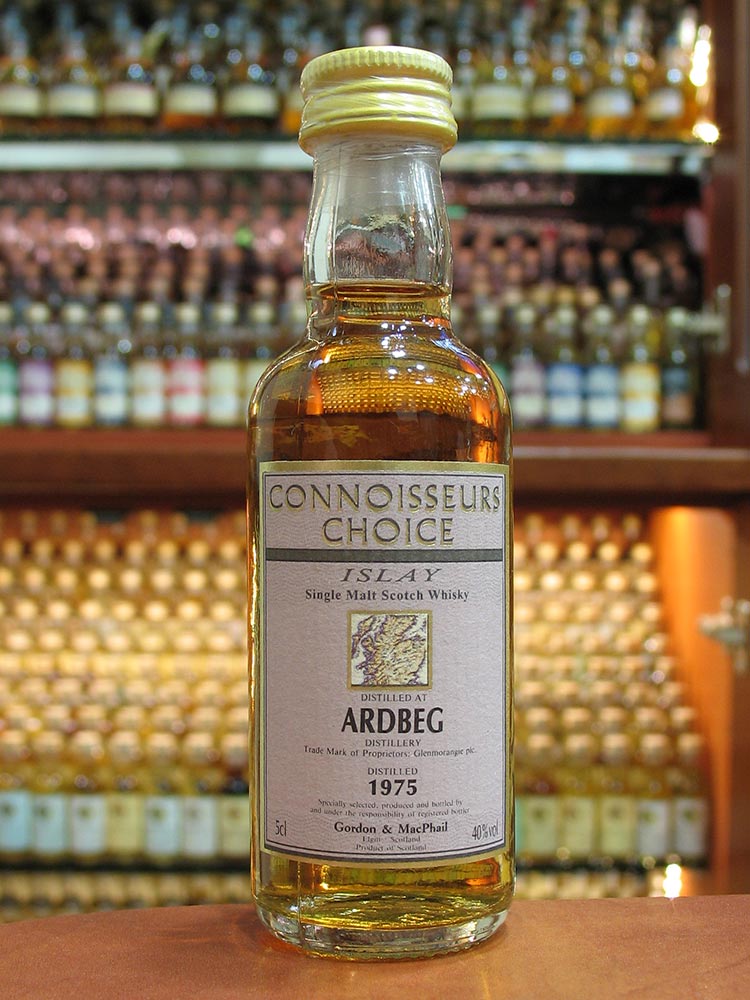 CONNOISSEURS
CHOICE
ISLAY
Single Malt Scotch Whisky
DISTILLED AT
ARDBEG
DISTILLERY
Trade Mark of Proprietors: Glenmorangie plc.
DISTILLED
1975
Specially selected, produced and bottled by
and under the responsibility of registered bottler
5cl Gordon & MacPhail 40%vol
Elgin Scotland
Product of Scotland